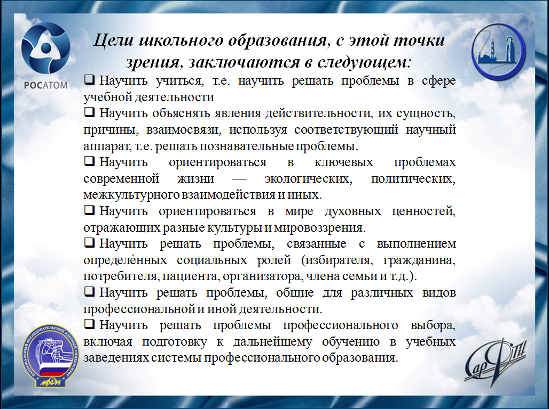 Цели школьного образования, с этой точки
зрения, заключаются в следующем:
РОСАТОМ
Научить учиться, т.е. научить решать проблемы в сфере
учебной деятельности
Научить объяснять явления действительности, их сущность,
причины, взаимосвязи, используя соответствующий научный
аппарат, т.е. решать познавательные проблемы.
Научить ориентироваться в ключевых проблемах
современной жизни — экологических, политических,
межкультурного взаимодействия и иных.
Научить ориентироваться в мире духовных ценностей,
отражающих разные культуры и мировоззрения.
Научить решать проблемы, связанные с выполнением
определённых социальных ролей (избирателя, гражданина,
потребителя, пациента, организатора, члена семьи и т.д.).
Научить решать проблемы, общие для различных видов
профессиональной и иной деятельности.
Научить решать проблемы профессионального выбора,
включая подготовку к дальнейшему обучению в учебных
заведениях системы профессионального образования.
СарФТИ